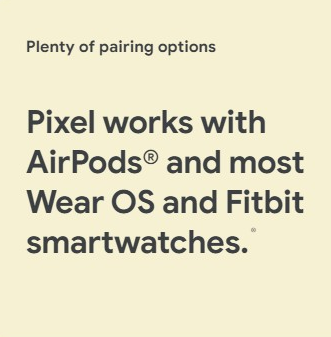 Plenty of pairing options
Pixel works with
AirPods® and most
Wear OS and Fitbit
smartwatches.